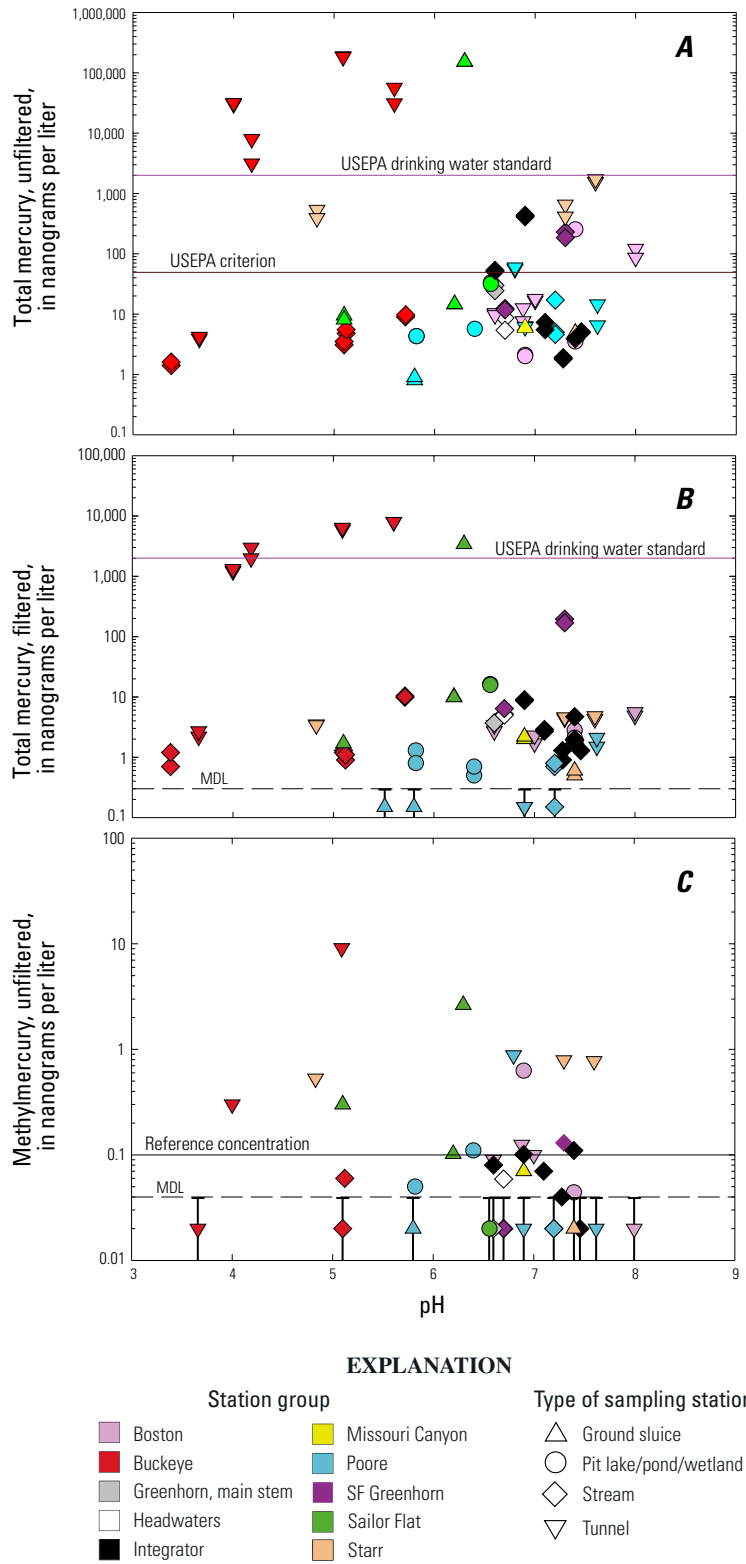 1,000,000
100,000
10,000
1,000
100
10
1
0.1
Total mercury, unfiltered,
in nanograms per liter
A
USEPA drinking water standard
USEPA criterion
100,000
10,000
1,000
100
10
1
0.1
Total mercury, filtered,
in nanograms per liter
B
USEPA drinking water standard
MDL
100
10
1
0.1
0.01
Methylmercury, unfiltered,
in nanograms per liter
C
Reference concentration
MDL
3 4 5 6 7 8 9
pH
EXPLANATION
Station group
Boston
Buckeye
Greenhorn, main stem
Headwaters
Integrator
Missouri Canyon
Poore
SF Greenhorn
Sailor Flat
Starr
Type of sampling station
Ground sluice
Pit lake/pond/wetland
Stream
Tunnel